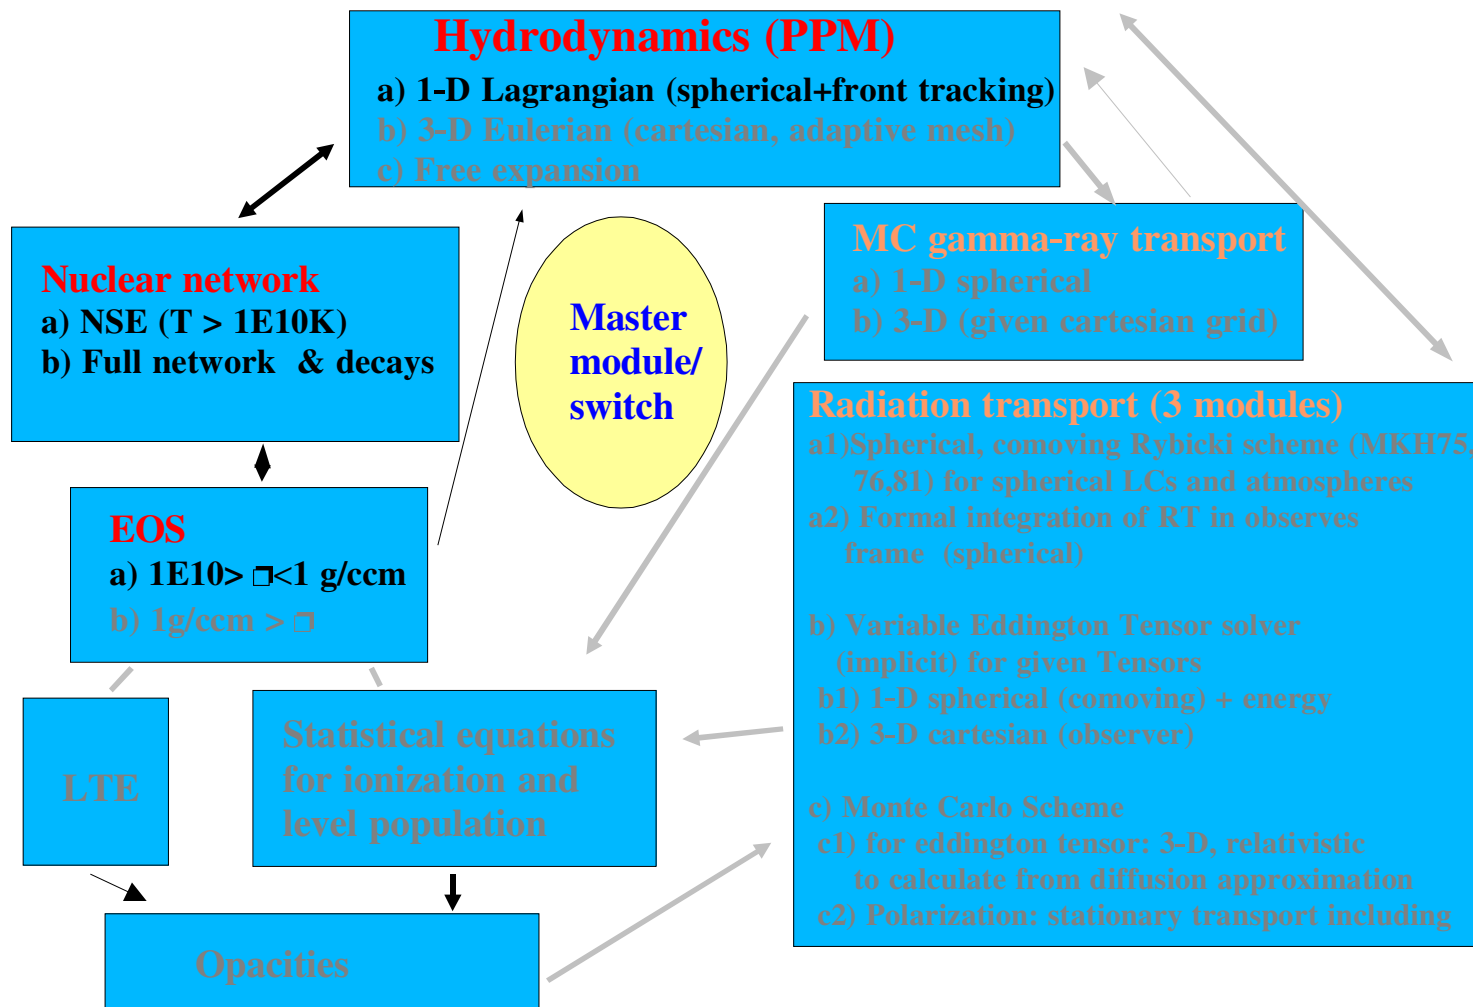 Hydrodynamics (PPM)
a) 1-D Lagrangian (spherical+front tracking)
b) 3-D Eulerian (cartesian, adaptive mesh)
c) Free expansion
MC gamma-ray transport
a) 1-D spherical
b) 3-D (given cartesian grid)
Nuclear network
a) NSE (T > 1E10K)
b) Full network & decays
Master
module/
switch
Radiation transport (3 modules)
a1)Spherical, comoving Rybicki scheme (MKH75,
76,81) for spherical LCs and atmospheres
a2) Formal integration of RT in observes
frame (spherical)
b) Variable Eddington Tensor solver
(implicit) for given Tensors
b1) 1-D spherical (comoving) + energy
b2) 3-D cartesian (observer)
c) Monte Carlo Scheme
c1) for eddington tensor: 3-D, relativistic
to calculate from diffusion approximation
c2) Polarization: stationary transport including
EOS
a) 1E10> □<1 g/ccm
b) 1g/ccm > □
LTE
Statistical equations
for ionization and
level population
Opacities